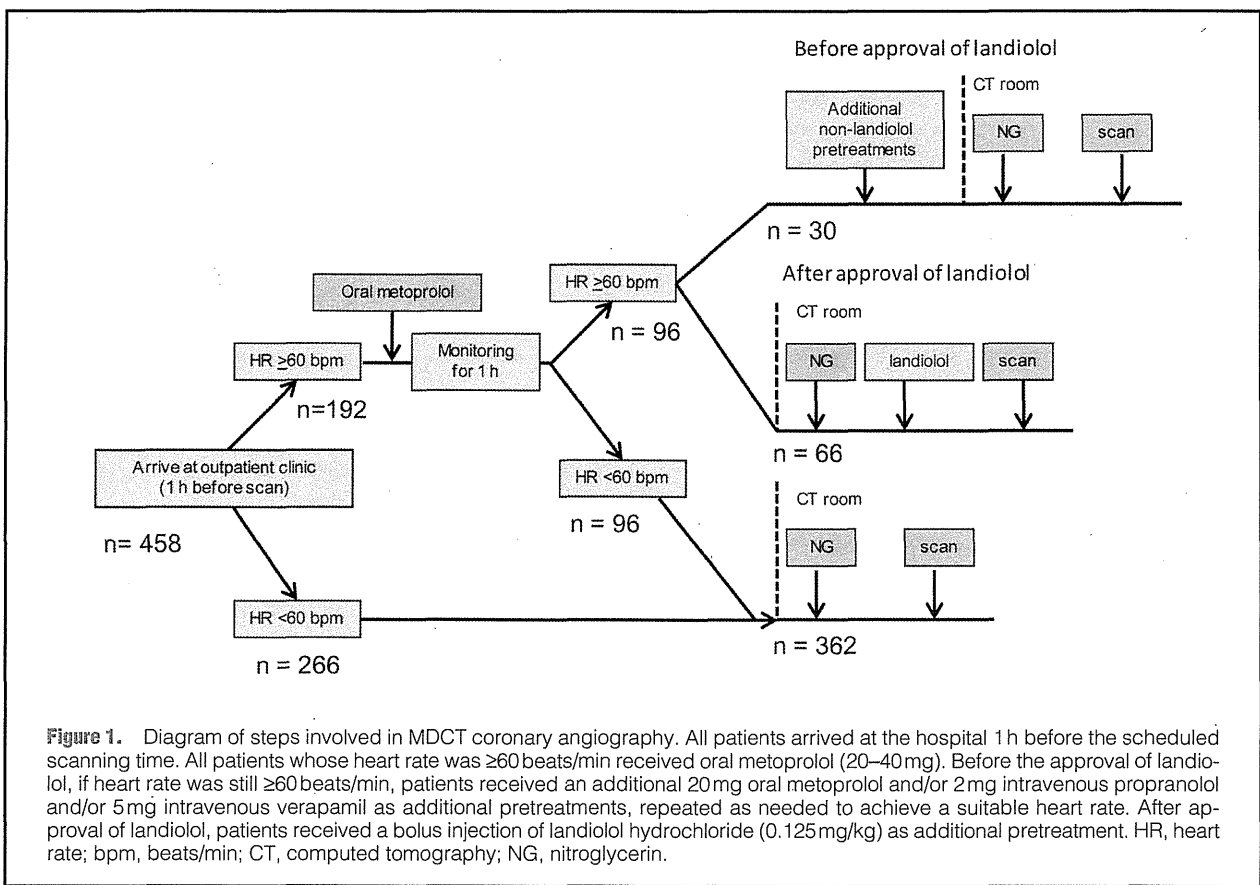 Before approval of landiolol
CT room
Additional
non-landiolol
pretreatments
NG
scan
n = 30
After approval of landiolol
Oral metoprolol
HR ≥60 bpm
n = 96
CT room
HR ≥60 bpm
Monitoring
for 1 h
NG
landiolol
scan
n=192
n = 66
Arrive at outpatient clinic
(1 h before scan)
HR <60 bpm
CT room
n= 458
n = 96
NG
scan
HR <60 bpm
n = 266
n = 362
Figure 1. Diagram of steps involved in MDCT coronary angiography. All patients arrived at the hospital 1 h before the scheduled
scanning time. All patients whose heart rate was ≥60 beats/min received oral metoprolol (20–40 mg). Before the approval of landio-
lol, if heart rate was still ≥60 beats/min, patients received an additional 20 mg oral metoprolol and/or 2 mg intravenous propranolol
and/or 5 mg intravenous verapamil as additional pretreatments, repeated as needed to achieve a suitable heart rate. After ap-
proval of landiolol, patients received a bolus injection of landiolol hydrochloride (0.125 mg/kg) as additional pretreatment. HR, heart
rate; bpm, beats/min; CT, computed tomography; NG, nitroglycerin.